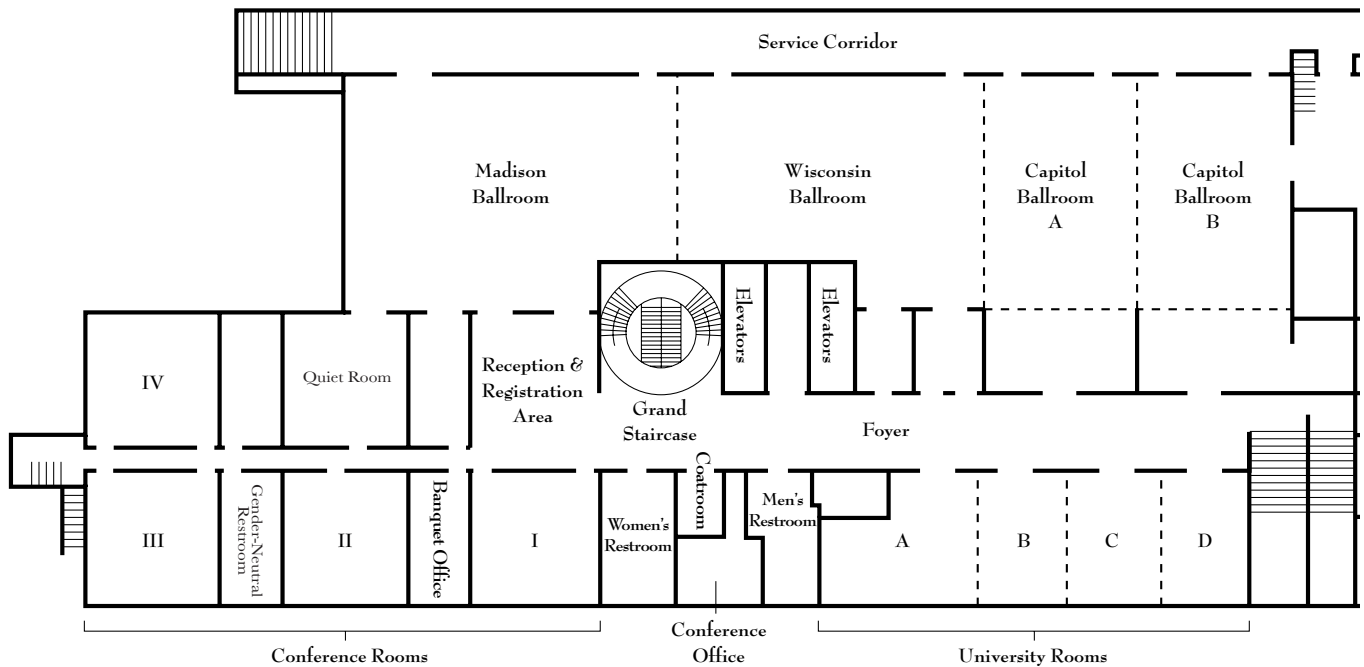 Service Corridor
Madison
Ballroom
Wisconsin
Ballroom
Capitol
Ballroom
A
Capitol
Ballroom
B
Elevators
Elevators
IV
Quiet Room
Reception &
Registration
Area
Grand
Staircase
Foyer
III
Gender-Neutral
Restroom
II
Banquet Office
I
Women's
Restroom
Coatroom
Men's
Restroom
A
B
C
D
Conference Rooms
Conference
Office
University Rooms